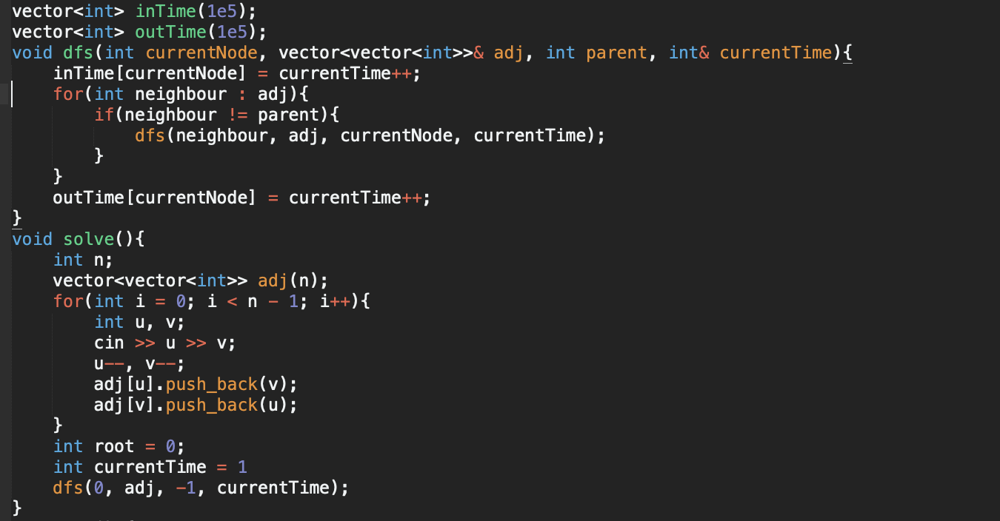 vector<int> inTime(1e5);
vector<int> outTime(1e5);
void dfs(int currentNode, vector<vector<int>>& adj, int parent, int& currentTime){
    inTime[currentNode] = currentTime++;
    for(int neighbour : adj){
        if(neighbour != parent){
            dfs(neighbour, adj, currentNode, currentTime);
        }
    }
    outTime[currentNode] = currentTime++;
}
void solve(){
    int n;
    vector<vector<int>> adj(n);
    for(int i = 0; i < n - 1; i++){
        int u, v;
        cin >> u >> v;
        u--, v--;
        adj[u].push_back(v);
        adj[v].push_back(u);
    }
    int root = 0;
    int currentTime = 1
    dfs(0, adj, -1, currentTime);
}